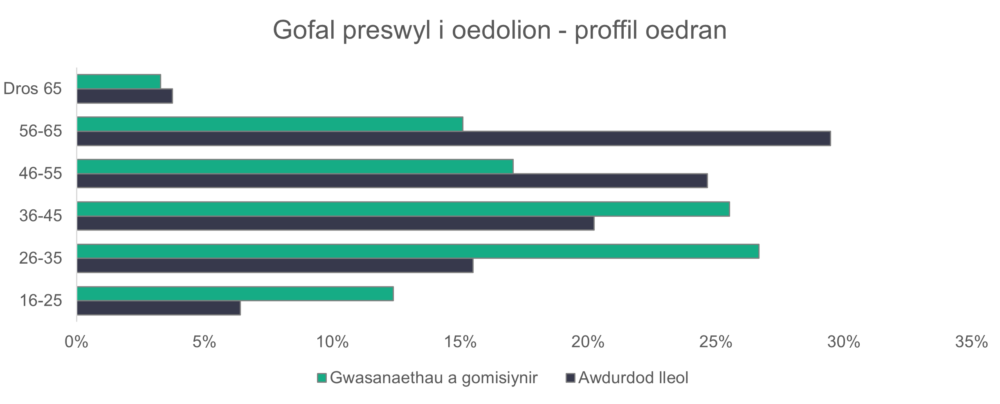 Gofal preswyl i oedolion - proffil oedran
Dros 65
56-65
46-55
36-45
26-35
16-25
0% 5% 10% 15% 20% 25% 30% 35%
Gwasanaethau a gomisiynir Awdurdod lleol